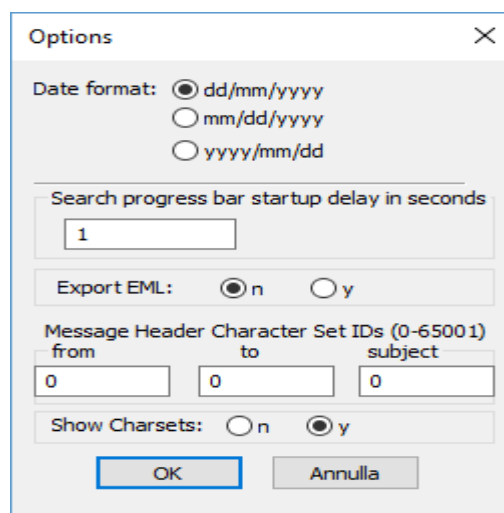 Options
Date format: dd/mm/yyyy
mm/dd/yyyy
yyyy/mm/dd
Search progress bar startup delay in seconds
1
Export EML: n y
Message Header Character Set IDs (0-65001)
from to subject
0 0 0
Show Charsets: n y
OK Annulla